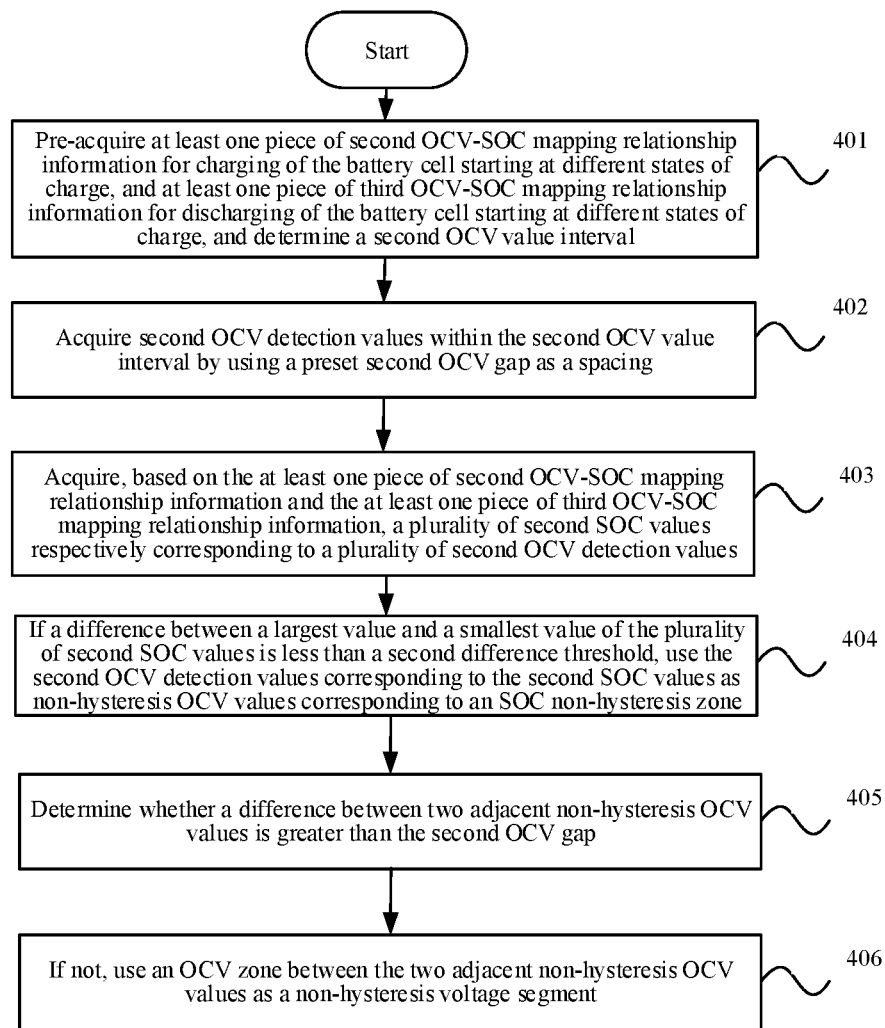 Start
Pre-acquire at least one piece of second OCV-SOC mapping relationship
information for charging of the battery cell starting at different states of
charge, and at least one piece of third OCV-SOC mapping relationship
information for discharging of the battery cell starting at different states of
charge, and determine a second OCV value interval
401
Acquire second OCV detection values within the second OCV value
interval by using a preset second OCV gap as a spacing
402
Acquire, based on the at least one piece of second OCV-SOC mapping
relationship information and the at least one piece of third OCV-SOC
mapping relationship information, a plurality of second SOC values
respectively corresponding to a plurality of second OCV detection values
403
If a difference between a largest value and a smallest value of the plurality
of second SOC values is less than a second difference threshold, use the
second OCV detection values corresponding to the second SOC values as
non-hysteresis OCV values corresponding to an SOC non-hysteresis zone
404
Determine whether a difference between two adjacent non-hysteresis OCV
values is greater than the second OCV gap
405
If not, use an OCV zone between the two adjacent non-hysteresis OCV
values as a non-hysteresis voltage segment
406